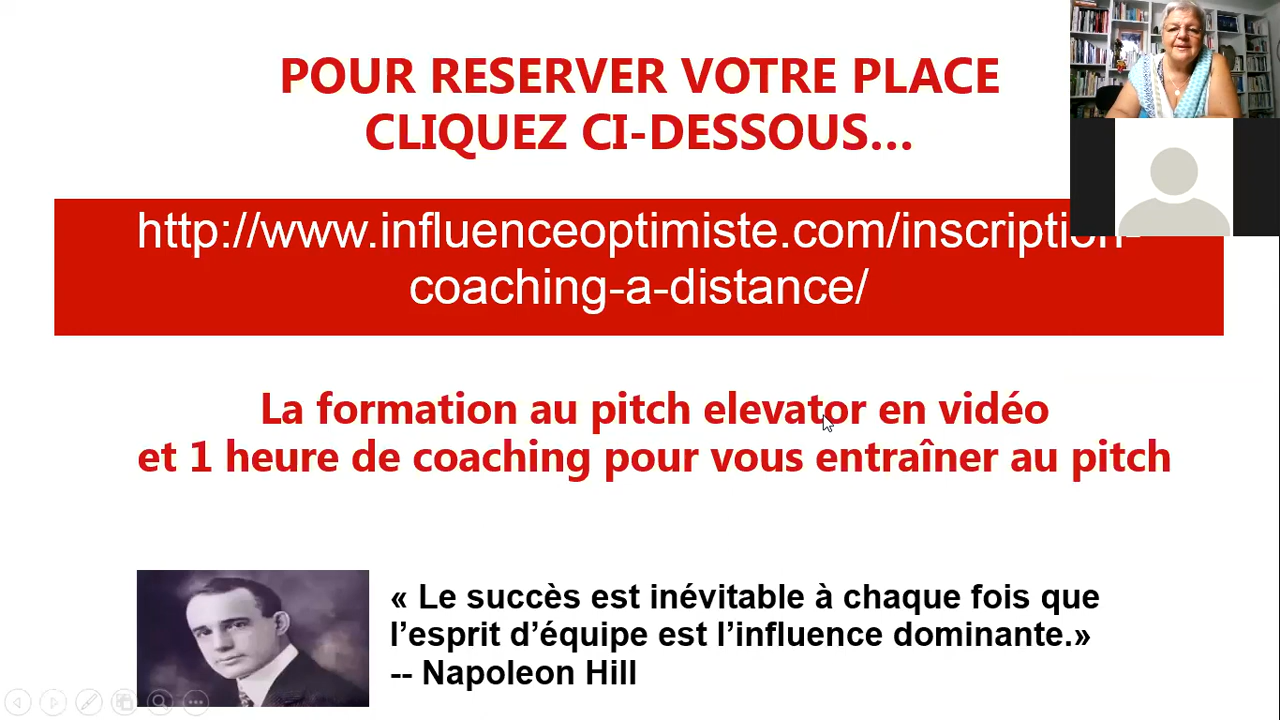 POUR RESERVER VOTRE PLACE
CLIQUEZ CI-DESSOUS...
http://www.influenceoptimiste.com/inscription-
coaching-a-distance/
La formation au pitch elevator en vidéo
et 1 heure de coaching pour vous entraîner au pitch
« Le succès est inévitable à chaque fois que
l’esprit d’équipe est l’influence dominante.»
-- Napoleon Hill